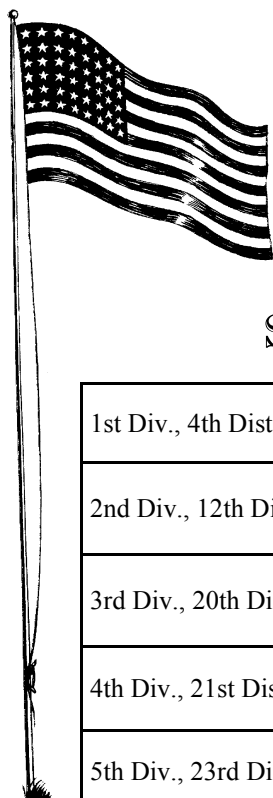 1st Div., 4th Dist
2nd Div., 12th Di
3rd Div., 20th Di
4th Div., 21st Dis
5th Div., 23rd Di